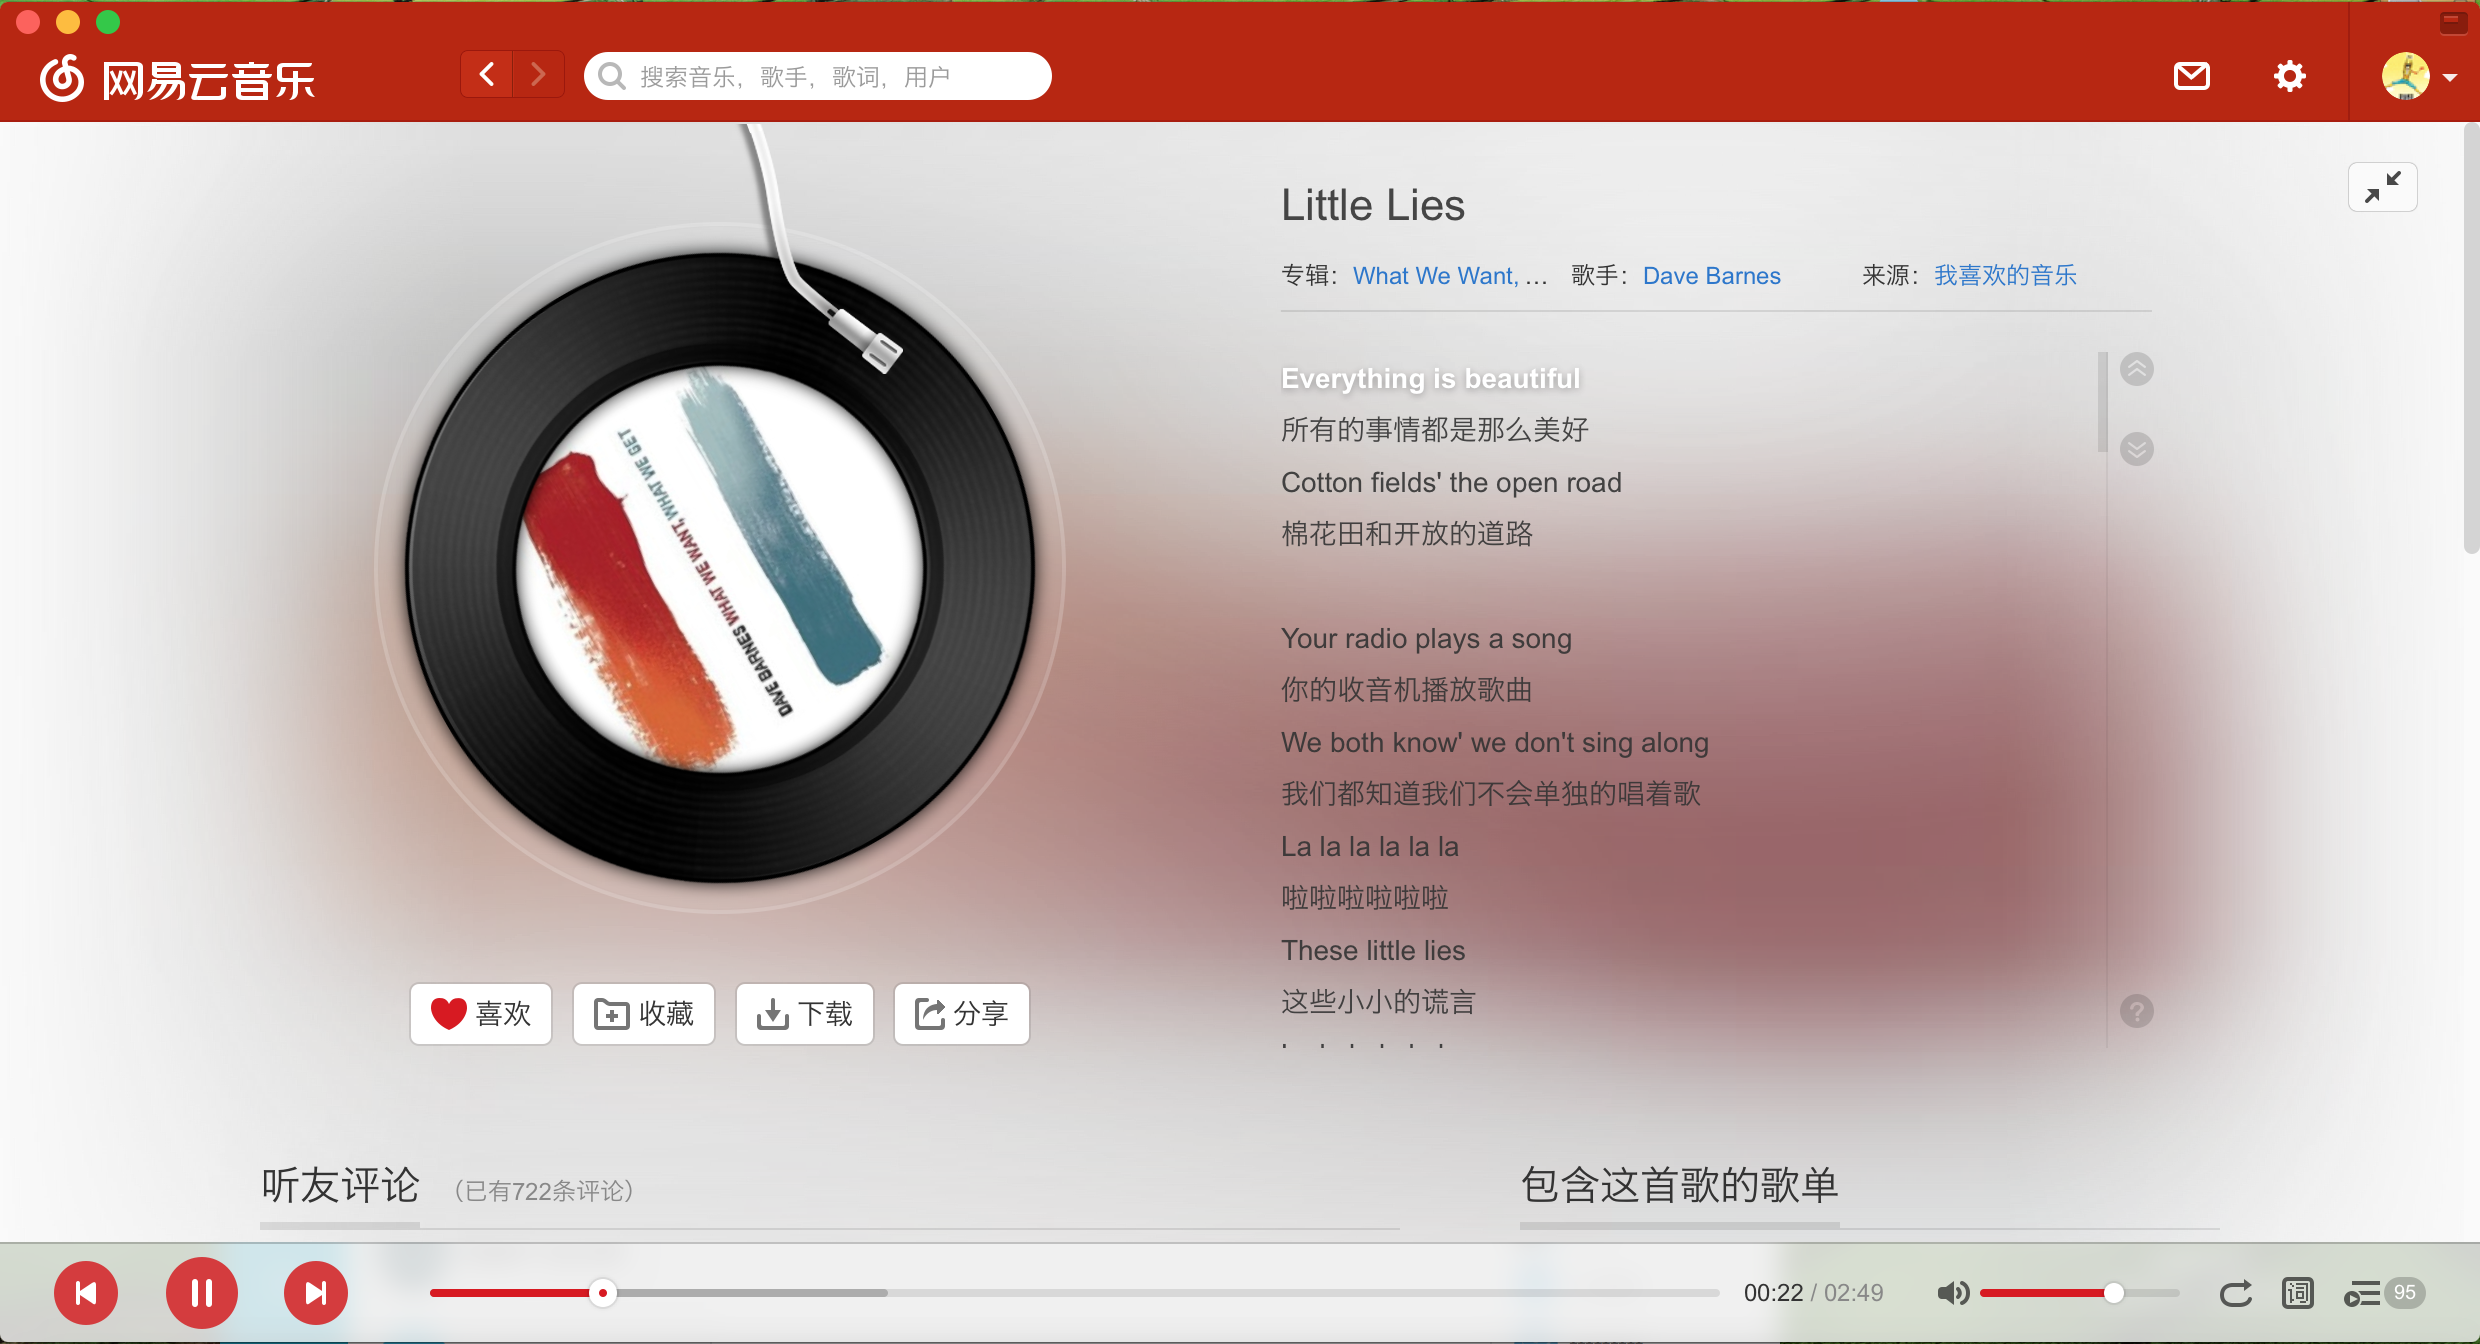 网易云音乐
搜索音乐，歌手，歌词，用户
Little Lies
专辑： What We Want, ... 歌手： Dave Barnes 来源： 我喜欢的音乐
Everything is beautiful
所有的事情都是那么美好
Cotton fields' the open road
棉花田和开放的道路
Your radio plays a song
你的收音机播放歌曲
We both know' we don't sing along
我们都知道我们不会单独的唱着歌
La la la la la la
啦啦啦啦啦啦
These little lies
这些小小的谎言
DAVE BARNES WHAT WE WANT, WHAT WE GET
喜欢 收藏 下载 分享
听友评论 （已有722条评论） 包含这首歌的歌单
00:22 / 02:49 词 95